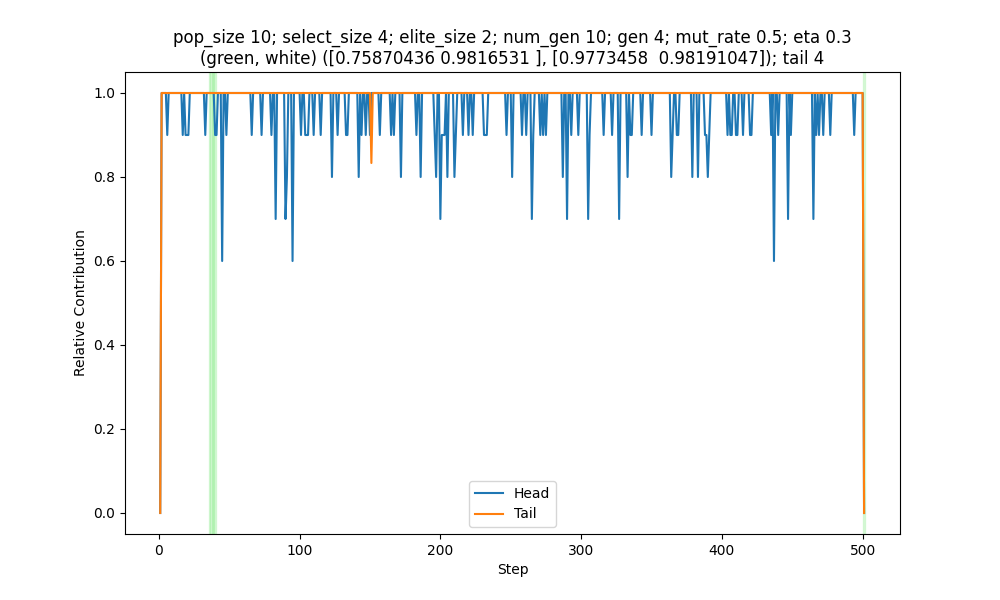 pop_size 10; select_size 4; elite_size 2; num_gen 10; gen 4; mut_rate 0.5; eta 0.3
(green, white) ([0.75870436 0.9816531 ], [0.9773458  0.98191047]); tail 4
1.0
0.8
0.6
0.4
0.2
0.0
Relative Contribution
Head
Tail
0
100
200
300
400
500
Step